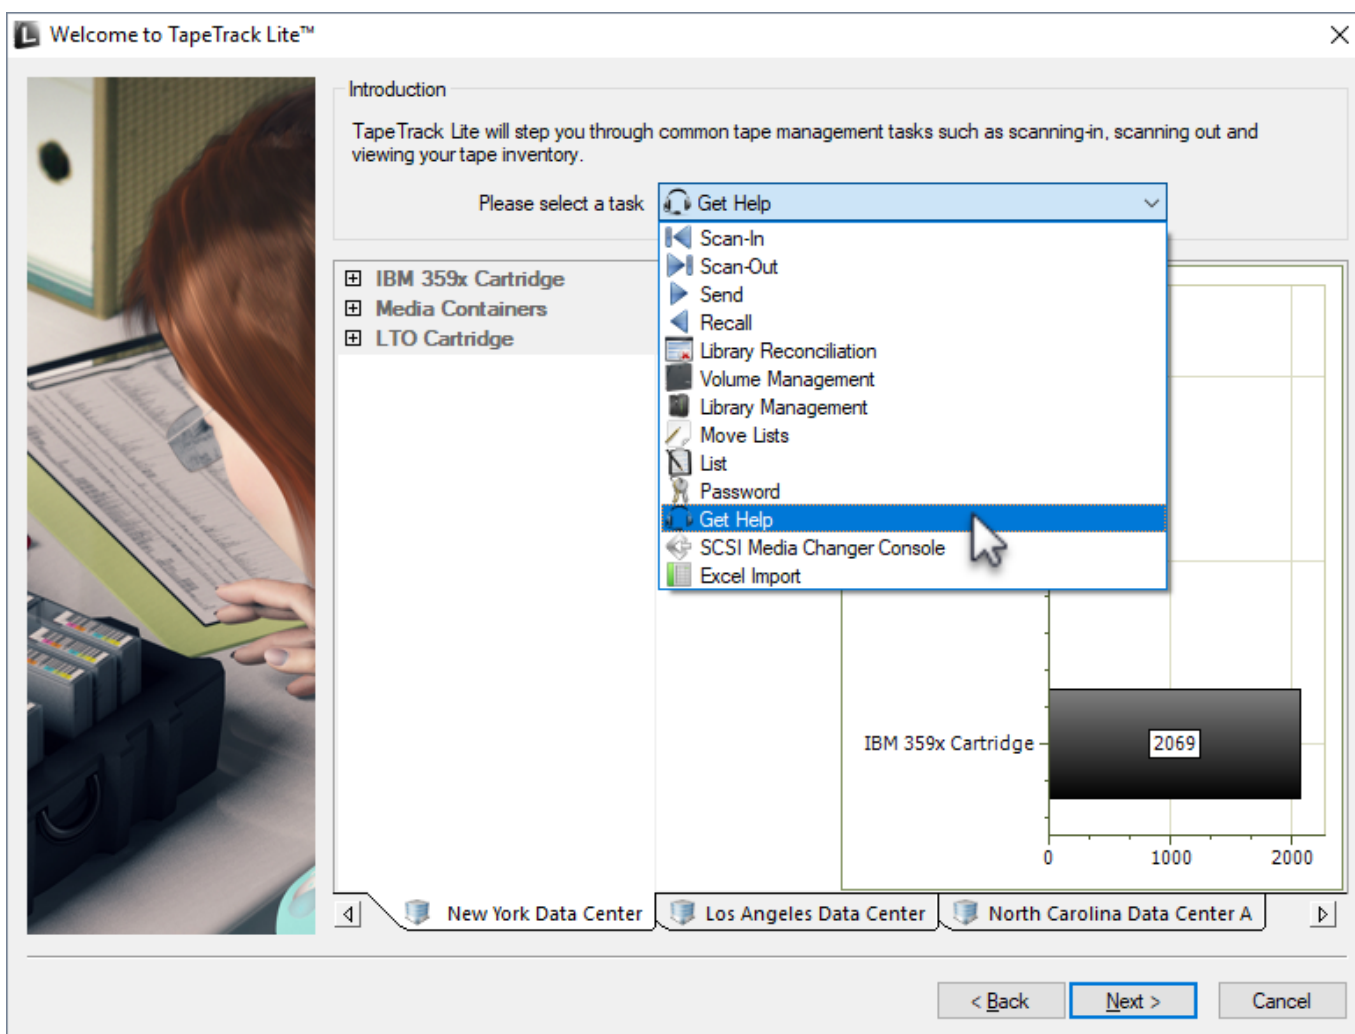 Welcome to TapeTrack Lite™
Introduction
TapeTrack Lite will step you through common tape management tasks such as scanning-in, scanning out and
viewing your tape inventory.
Please select a task
Get Help
Scan-In
Scan-Out
Send
Recall
Library Reconciliation
Volume Management
Library Management
Move Lists
List
Password
Get Help
SCSI Media Changer Console
Excel Import
IBM 359x Cartridge
Media Containers
LTO Cartridge
IBM 359x Cartridge
2069
0 1000 2000
New York Data Center
Los Angeles Data Center
North Carolina Data Center A
< Back
Next >
Cancel